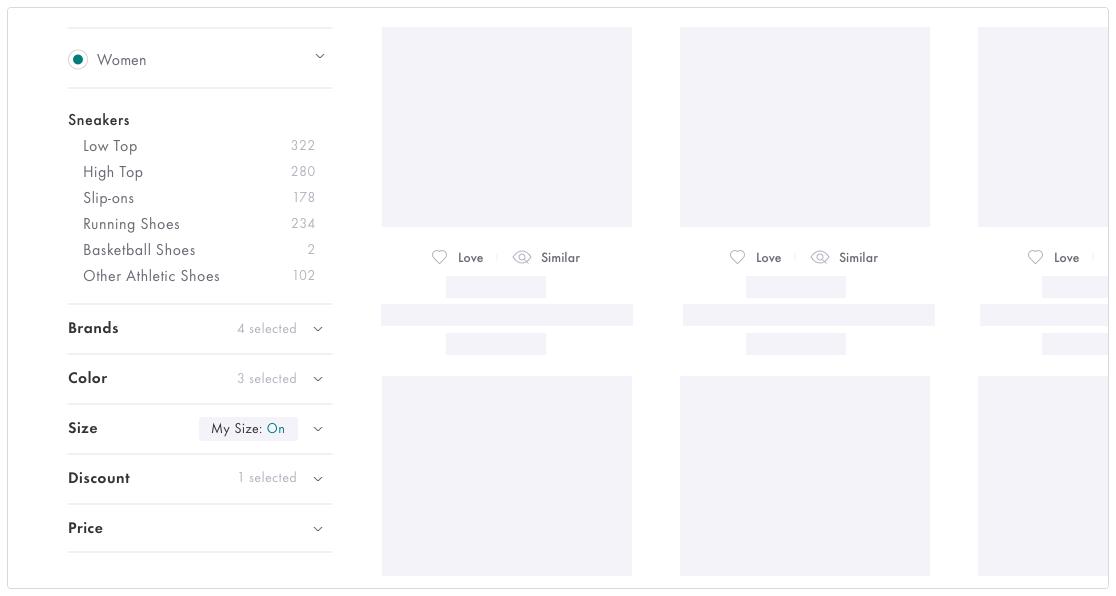 Women
Sneakers
Low Top 322
High Top 280
Slip-ons 178
Running Shoes 234
Basketball Shoes 2
Other Athletic Shoes 102
Brands 4 selected
Color 3 selected
Size My Size: On
Discount 1 selected
Price
Love Similar
Love Similar
Love